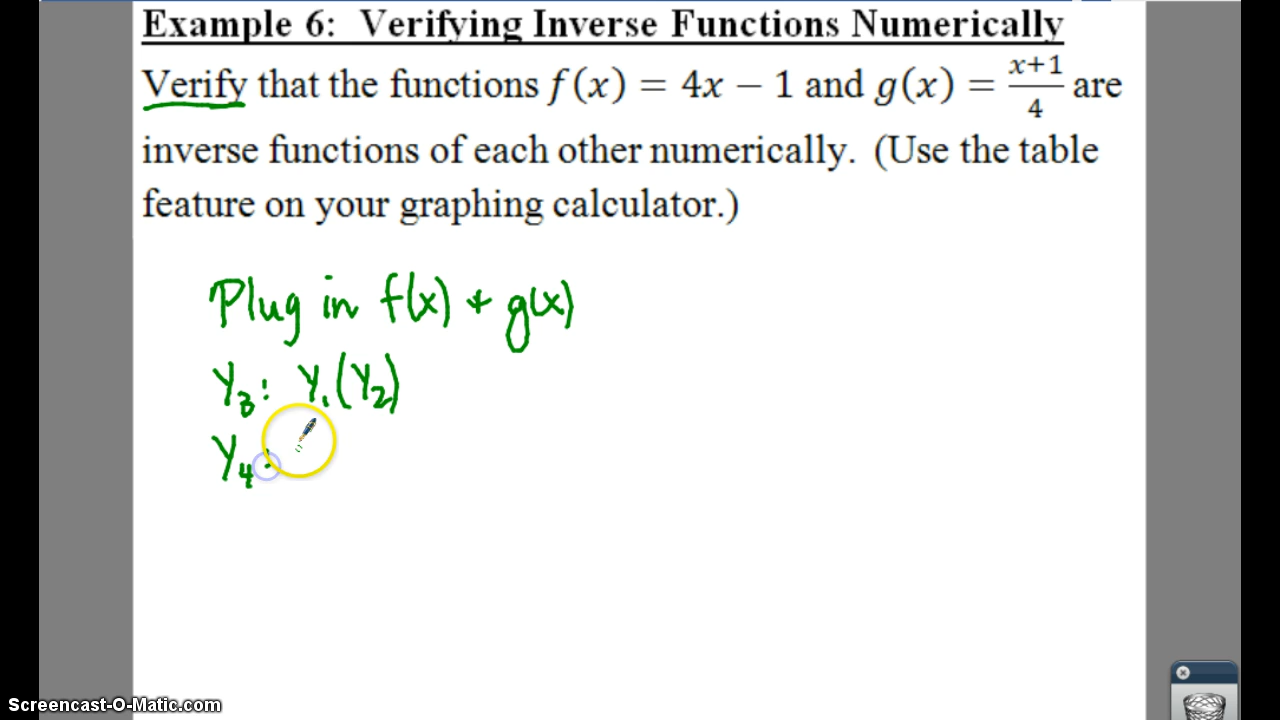 Example 6: Verifying Inverse Functions Numerically
Verify that the functions f(x) = 4x − 1 and g(x) = x+1/4 are
inverse functions of each other numerically. (Use the table
feature on your graphing calculator.)
Plug in f(x) + g(x)
Y₃: Y₁(Y₂)
Y₄:
Screencast-O-Matic.com